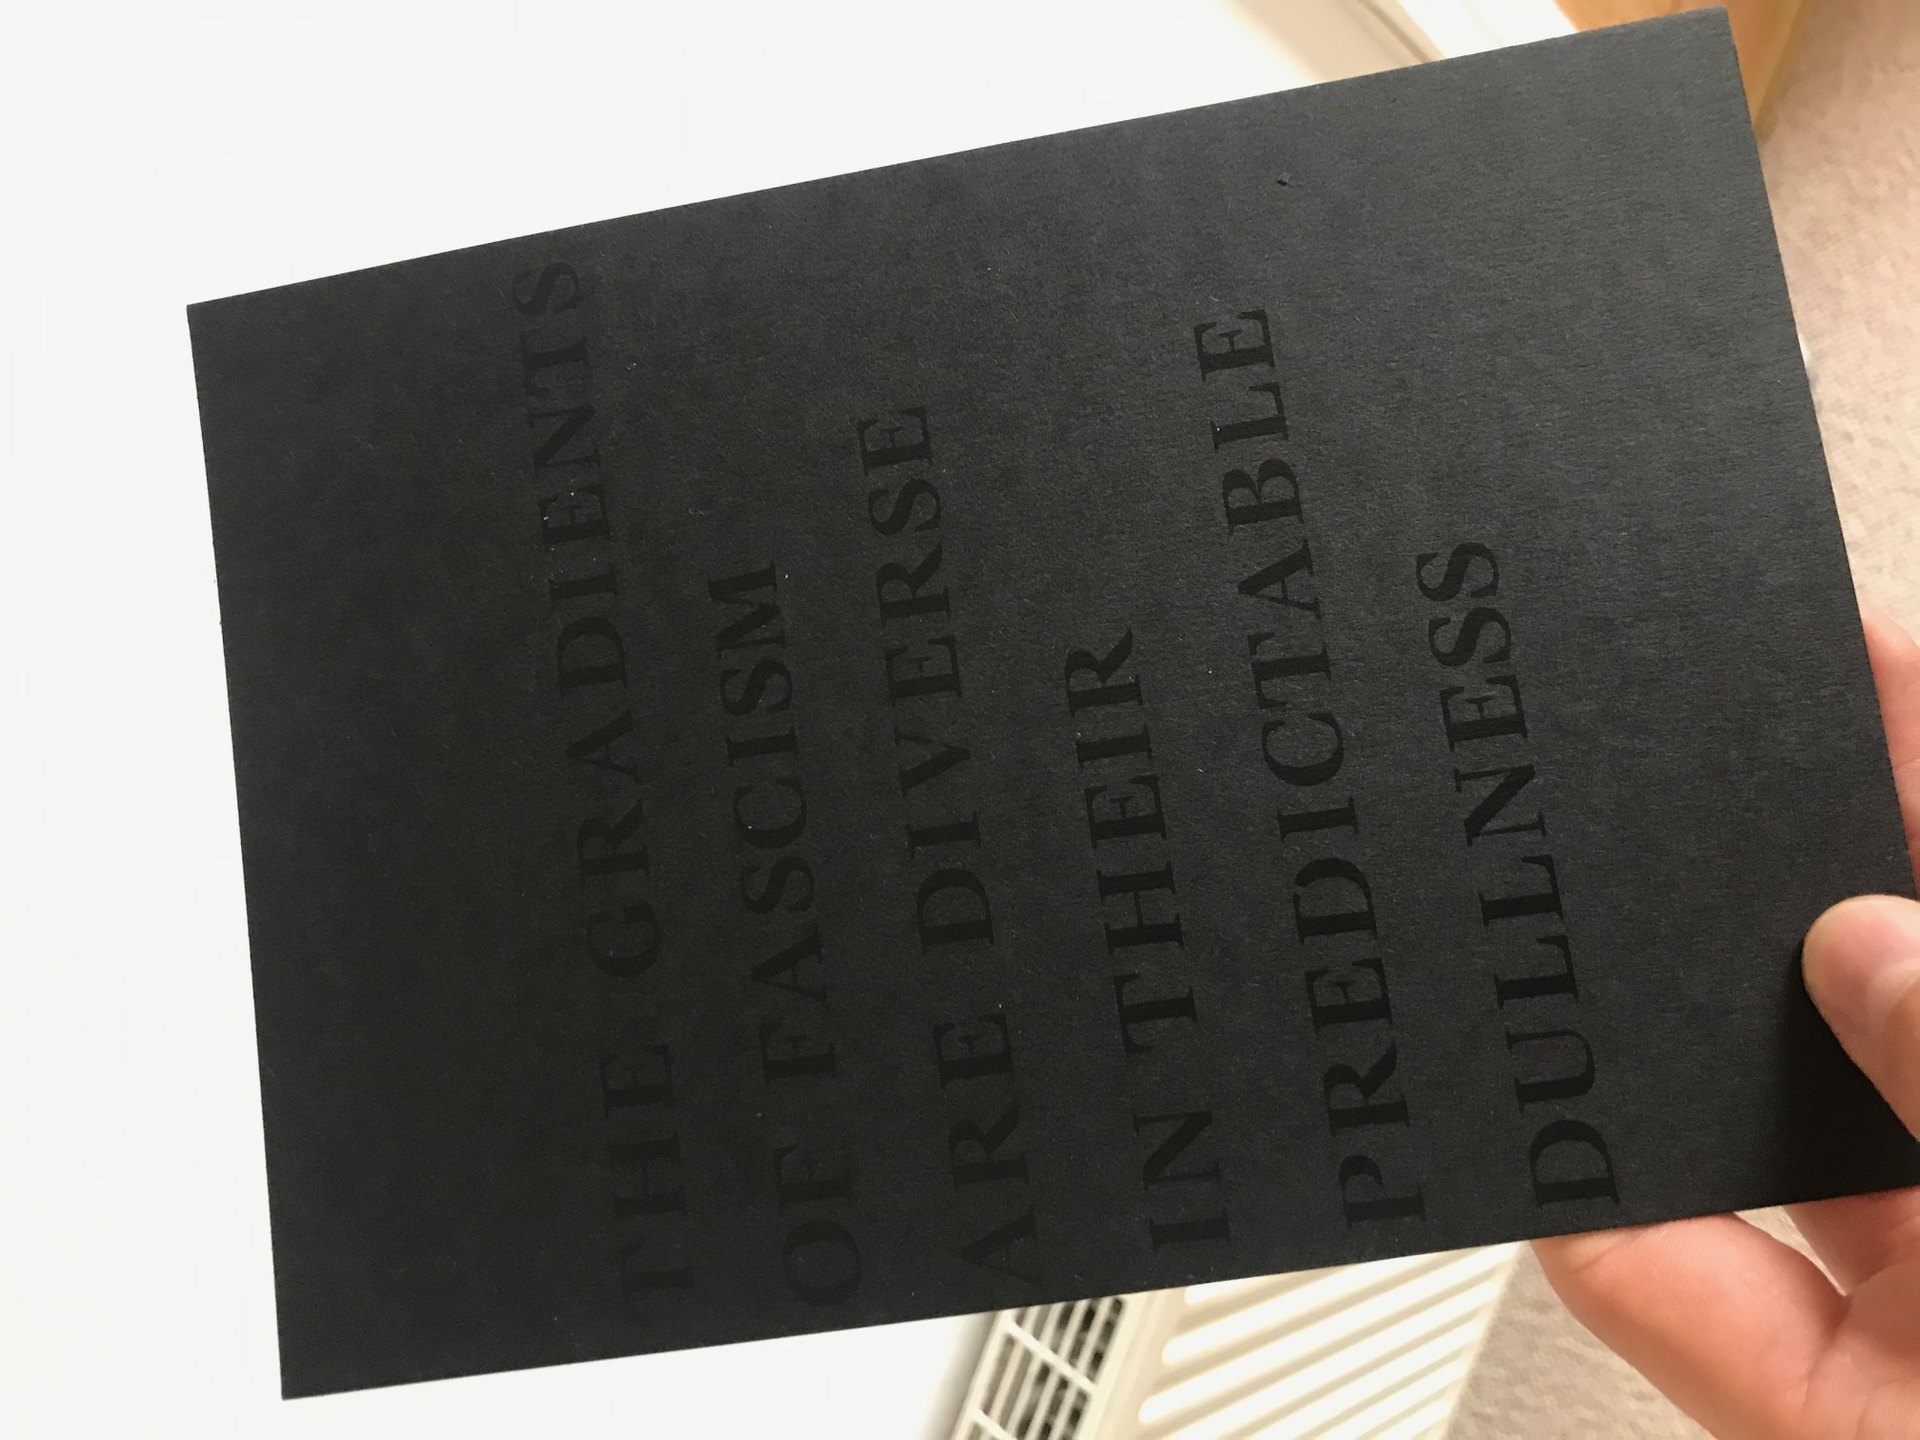 THE GRADIENTS
OF FASCISM
ARE DIVERSE
IN THEIR
PREDICTABLE
DULLNESS